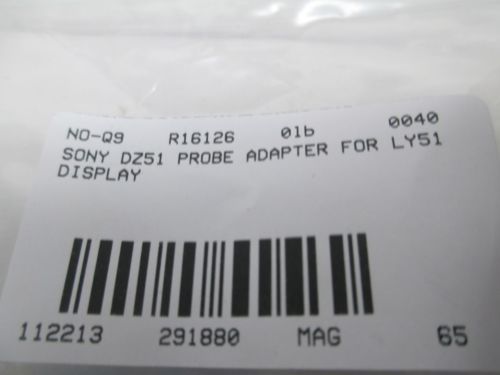 NO-Q9 R16126 01b 0040
SONY DZ51 PROBE ADAPTER FOR LY51
DISPLAY
112213 291880 MAG 65